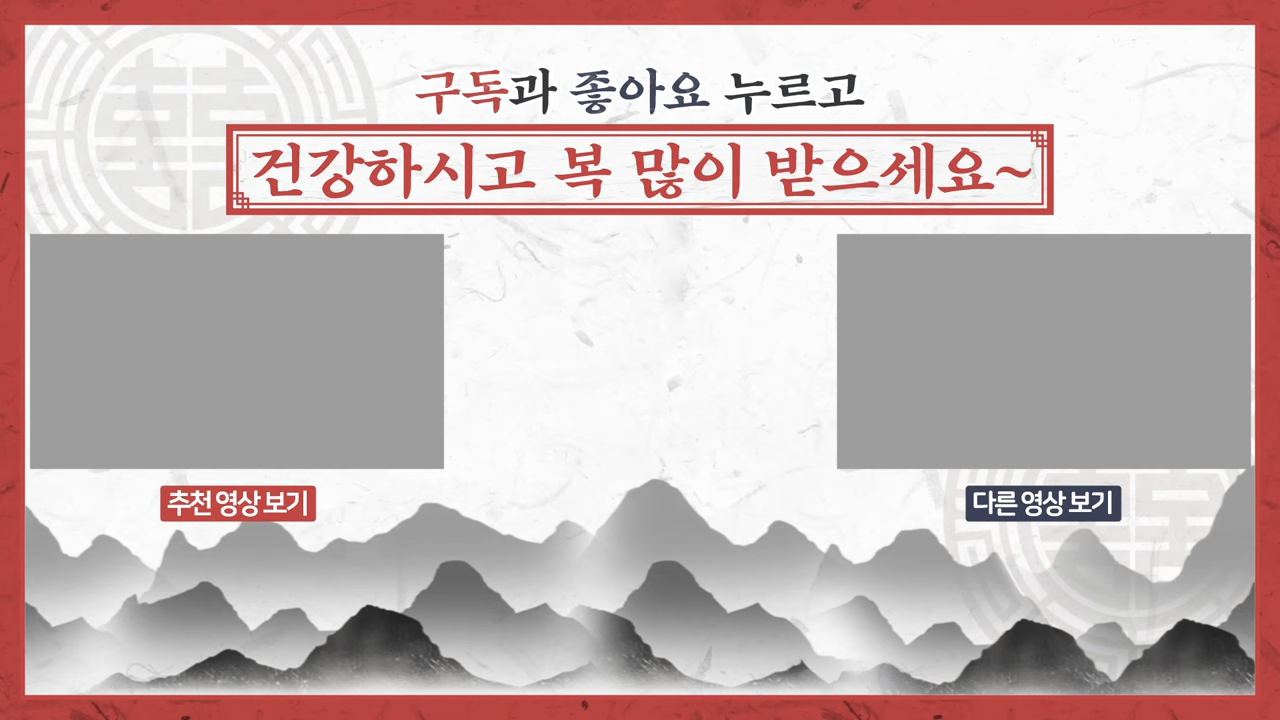 구독과 좋아요 누르고
건강하시고 복 많이 받으세요~
추천 영상 보기
다른 영상 보기